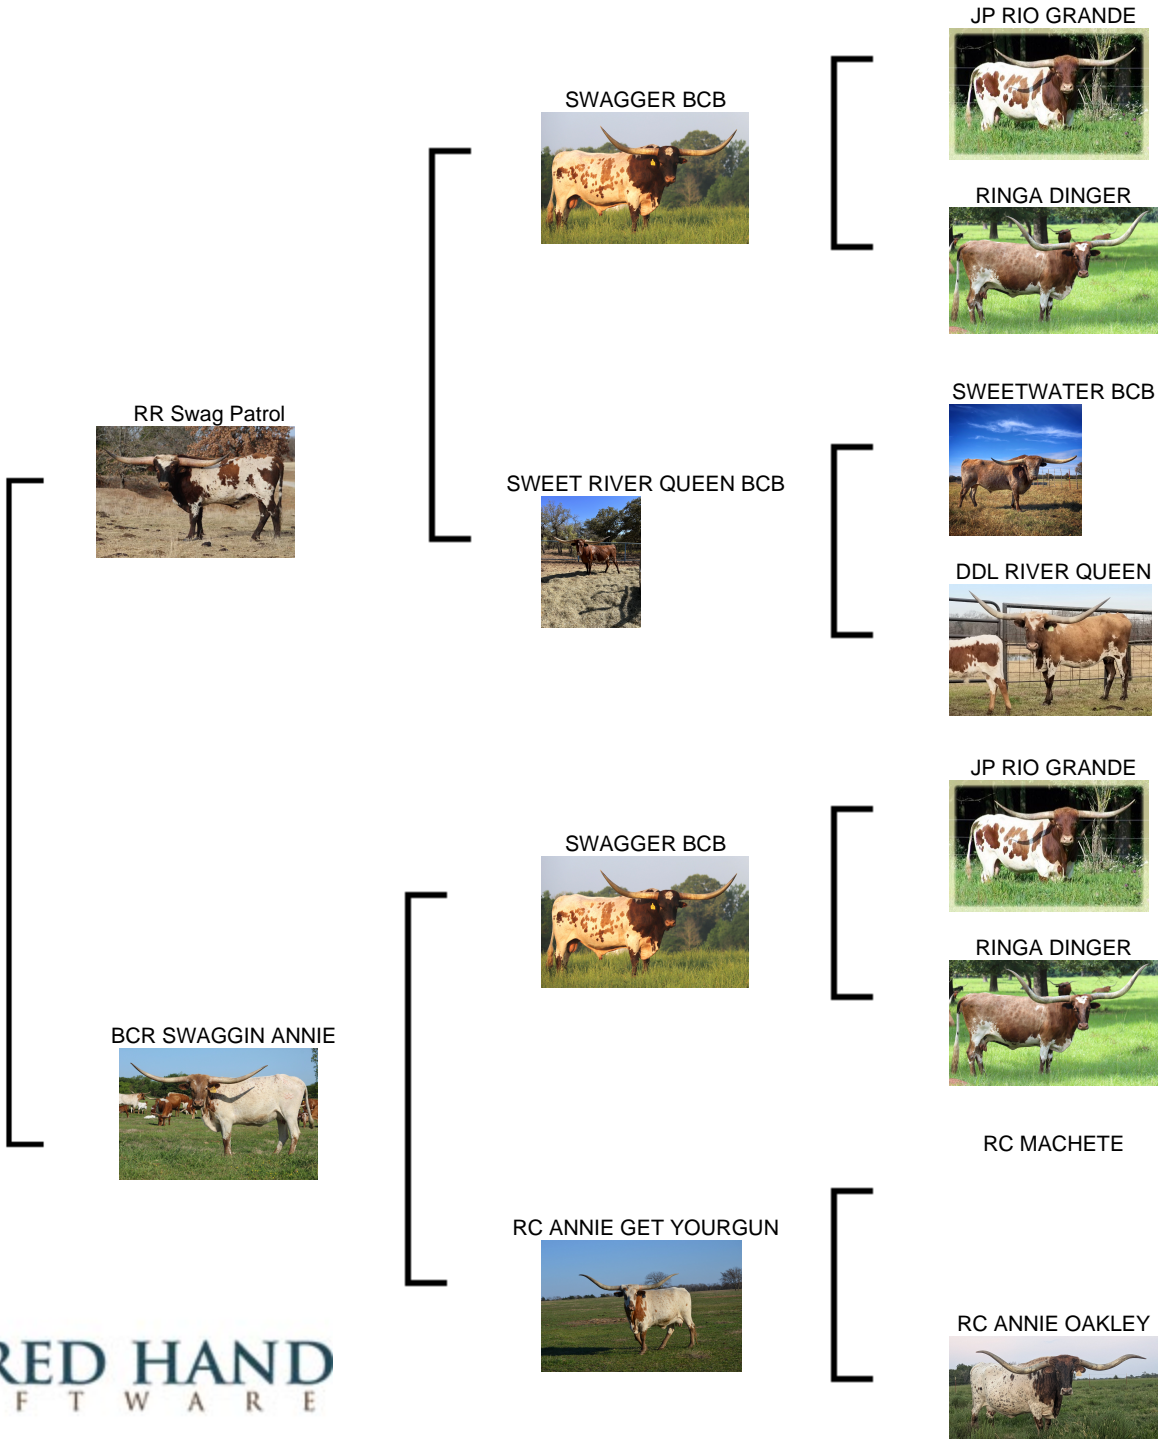 JP RIO GRANDE
SWAGGER BCB
RINGA DINGER
SWEETWATER BCB
RR Swag Patrol
SWEET RIVER QUEEN BCB
DDL RIVER QUEEN
JP RIO GRANDE
SWAGGER BCB
RINGA DINGER
BCR SWAGGIN ANNIE
RC MACHETE
RC ANNIE GET YOURGUN
RC ANNIE OAKLEY
RED HAND
F T W A R E